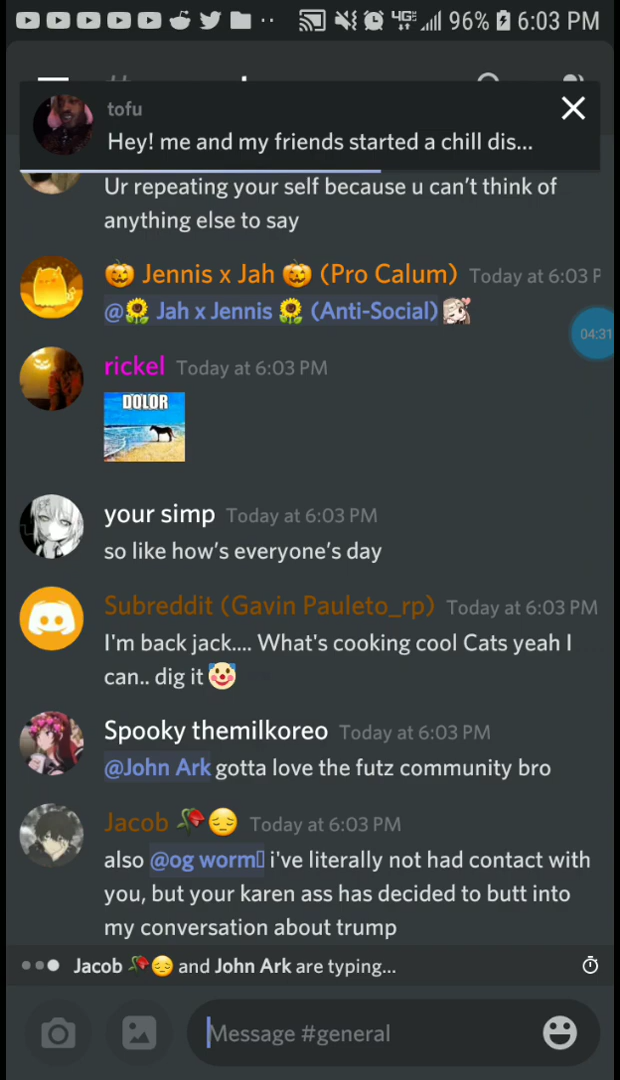 4GE 96% 6:03 PM
tofu
Hey! me and my friends started a chill dis...
Ur repeating your self because u can't think of
anything else to say
🎃 Jennis x Jah 🎃 (Pro Calum) Today at 6:03 P
@🌻 Jah x Jennis 🌻 (Anti-Social)
04:31
rickel Today at 6:03 PM
DOLOR
your simp Today at 6:03 PM
so like how's everyone's day
Subreddit (Gavin Pauleto_rp) Today at 6:03 PM
I'm back jack.... What's cooking cool Cats yeah I
can.. dig it 🤡
Spooky themilkoreo Today at 6:03 PM
@John Ark gotta love the futz community bro
Jacob 🥀😔 Today at 6:03 PM
also @og worm▯ i've literally not had contact with
you, but your karen ass has decided to butt into
my conversation about trump
Jacob 🥀😔 and John Ark are typing...
Message #general